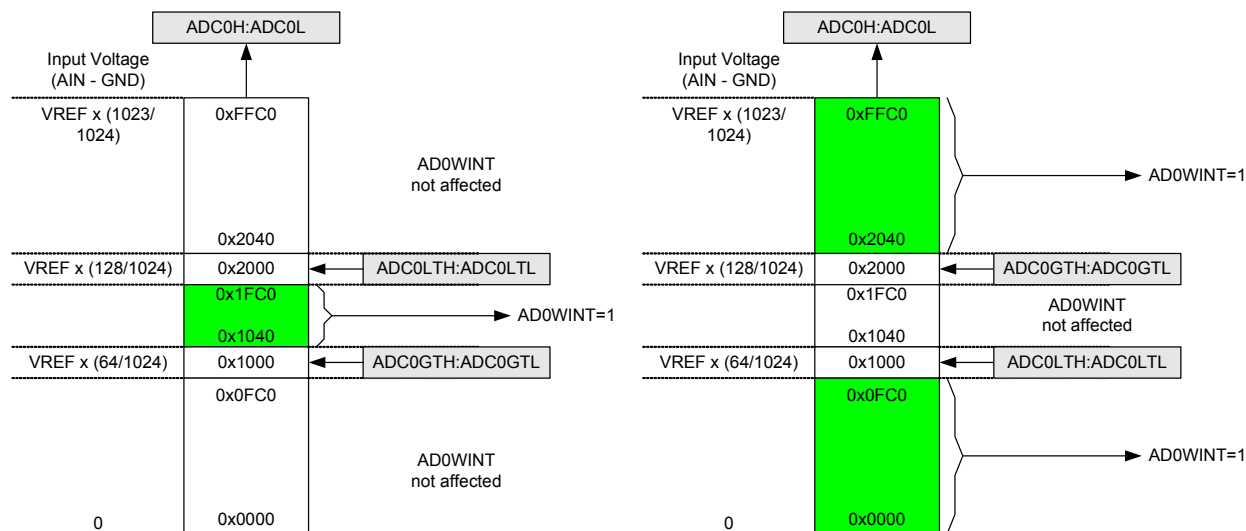 ADC0H:ADC0L
Input Voltage
(AIN - GND)
VREF x (1023/
1024)
0xFFC0
AD0WINT
not affected
0x2040
VREF x (128/1024)
0x2000
ADC0LTH:ADC0LTL
0x1FC0
AD0WINT=1
0x1040
VREF x (64/1024)
0x1000
ADC0GTH:ADC0GTL
0x0FC0
AD0WINT
not affected
0
0x0000
ADC0H:ADC0L
Input Voltage
(AIN - GND)
VREF x (1023/
1024)
0xFFC0
AD0WINT=1
0x2040
VREF x (128/1024)
0x2000
ADC0GTH:ADC0GTL
0x1FC0
AD0WINT
not affected
0x1040
VREF x (64/1024)
0x1000
ADC0LTH:ADC0LTL
0x0FC0
AD0WINT=1
0
0x0000